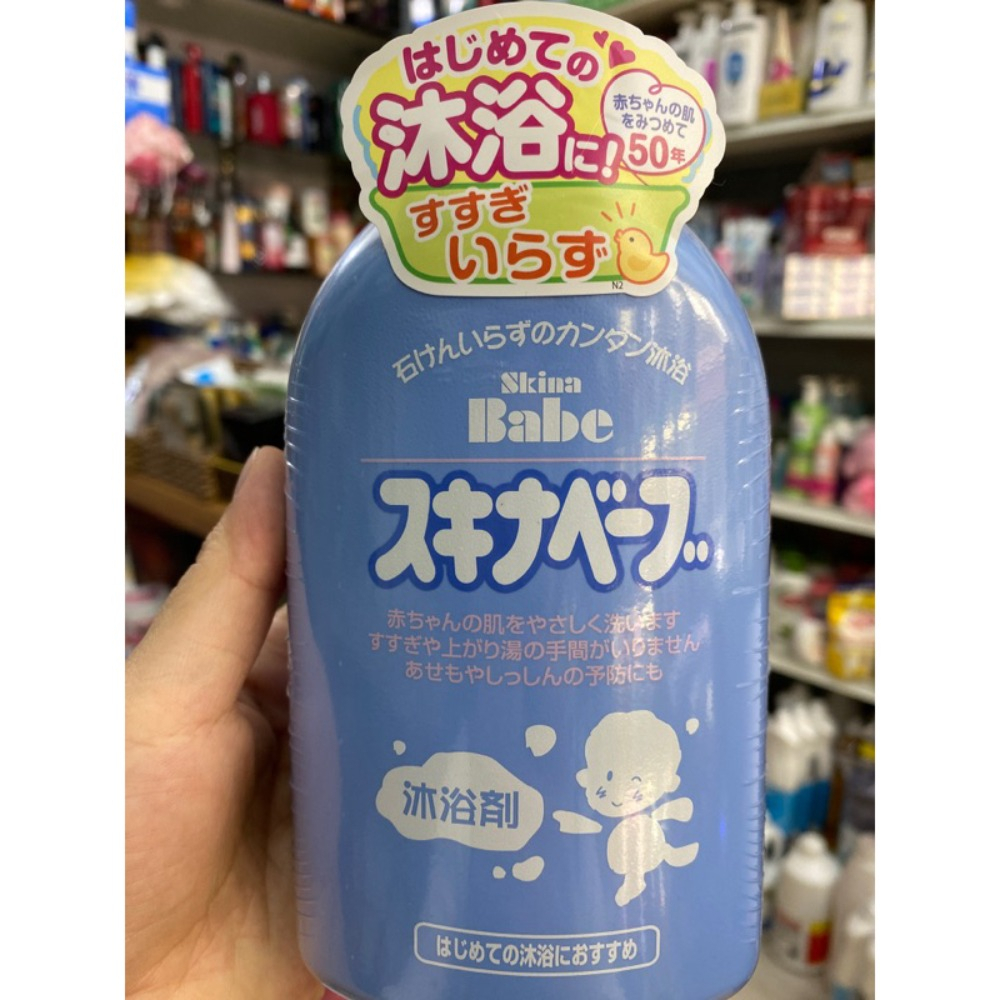 はじめての
沐浴に!
赤ちゃんの肌
をみつめて
50年
すすぎ
いらず
N2
石けんいらずのカンタン沐浴
Skina
Babe
スキナベーブ
赤ちゃんの肌をやさしく洗います
すすぎや上がり湯の手間がいりません
あせもやしっしんの予防にも
沐浴剤
はじめての沐浴におすすめ